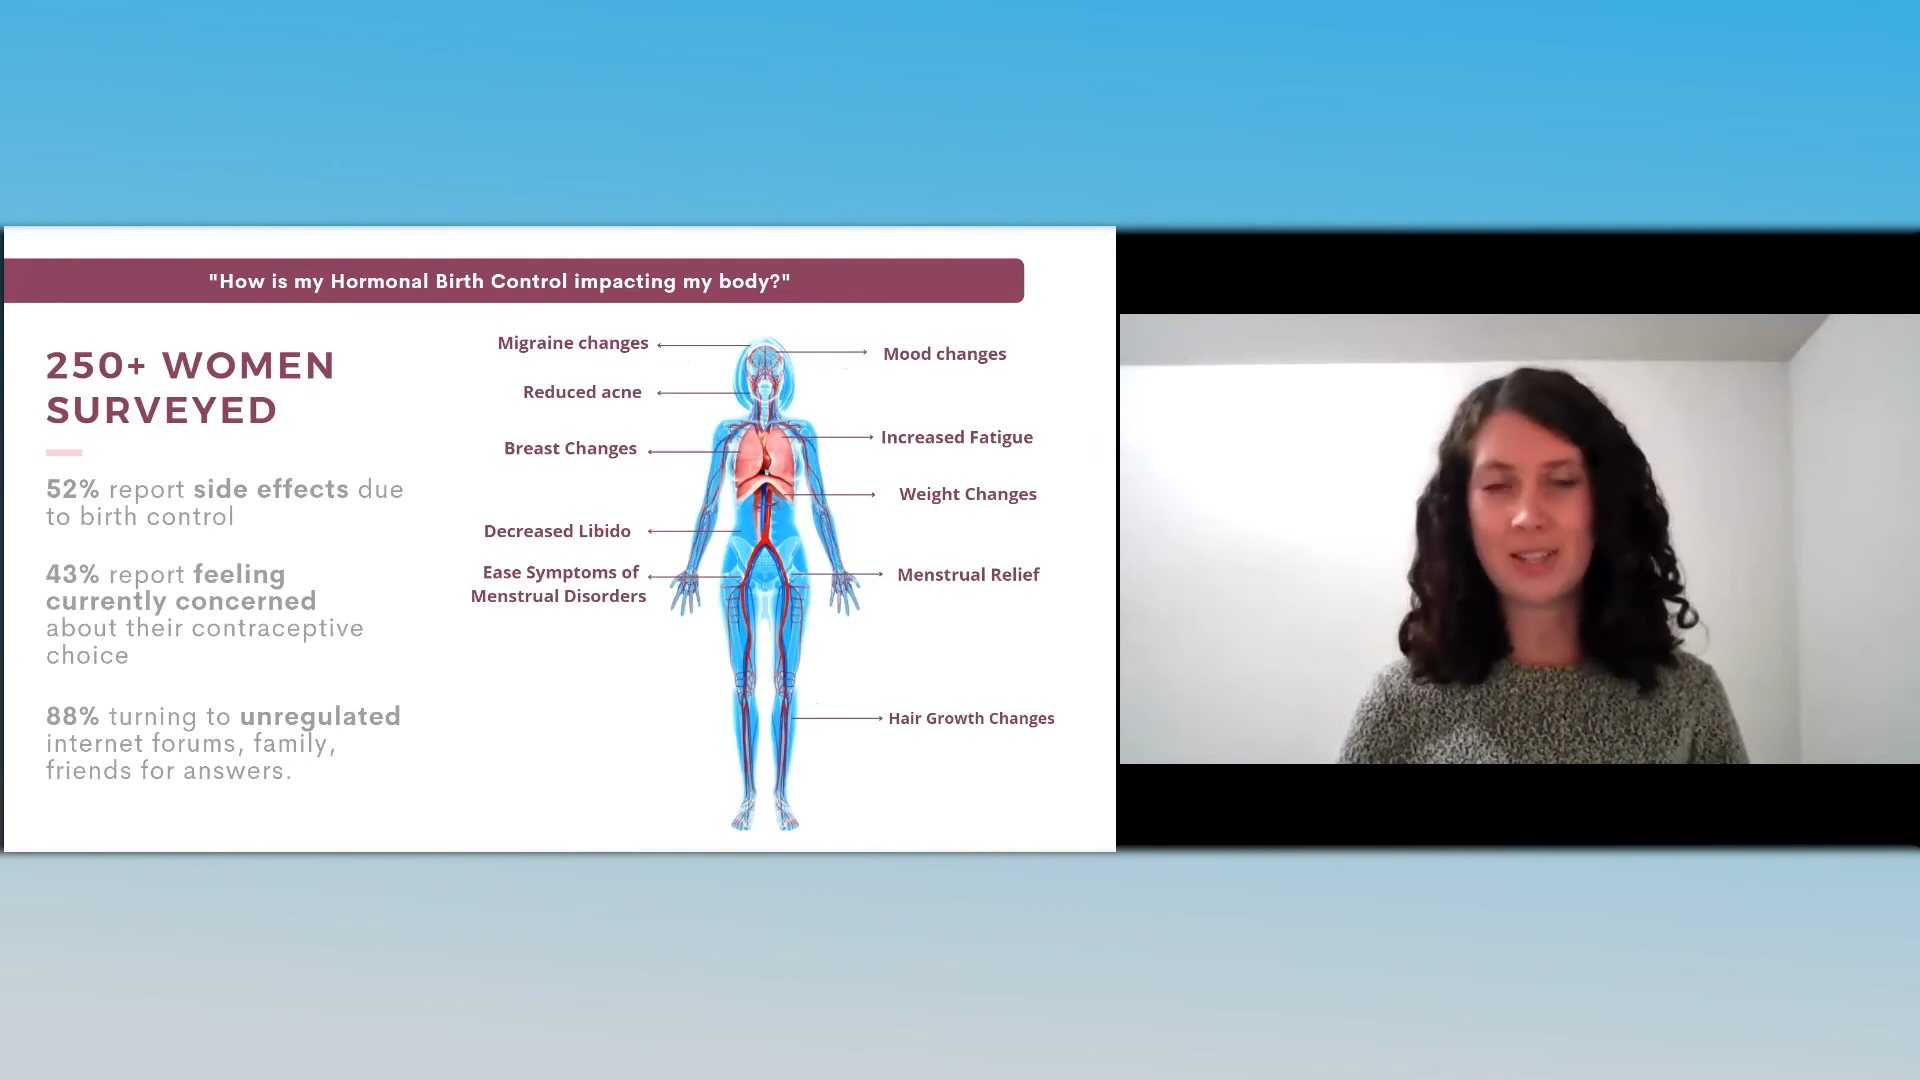 "How is my Hormonal Birth Control impacting my body?"
250+ WOMEN
SURVEYED
52% report side effects due
to birth control
43% report feeling
currently concerned
about their contraceptive
choice
88% turning to unregulated
internet forums, family,
friends for answers.
Migraine changes
Reduced acne
Breast Changes
Decreased Libido
Ease Symptoms of
Menstrual Disorders
Mood changes
Increased Fatigue
Weight Changes
Menstrual Relief
Hair Growth Changes